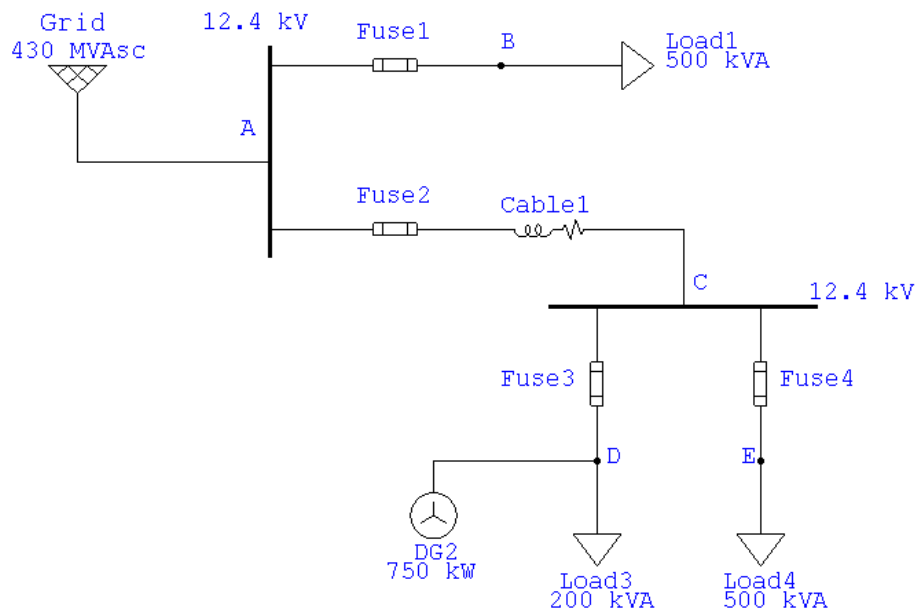 Grid
430 MVAsc
12.4 kV
Fuse1
B
Load1
500 kVA
A
Fuse2
Cable1
C
12.4 kV
Fuse3
Fuse4
D
E
DG2
750 kW
Load3
200 kVA
Load4
500 kVA